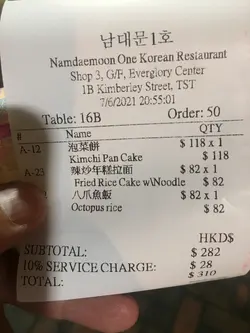 남대문1호
Namdaemoon One Korean Restaurant
Shop 3, G/F, Everglory Center
1B Kimberley Street, TST
7/6/2021 20:55:01
Table: 16B Order: 50
# Name QTY
A-12 泡菜餅 $ 118 x 1
Kimchi Pan Cake $ 118
A-23 辣炒年糕拉面 $ 82 x 1
Fried Rice Cake w\Noodle $ 82
八爪魚飯 $ 82 x 1
Octopus rice $ 82
HKD$
SUBTOTAL: $ 282
10% SERVICE CHARGE: $ 28
TOTAL: $ 310